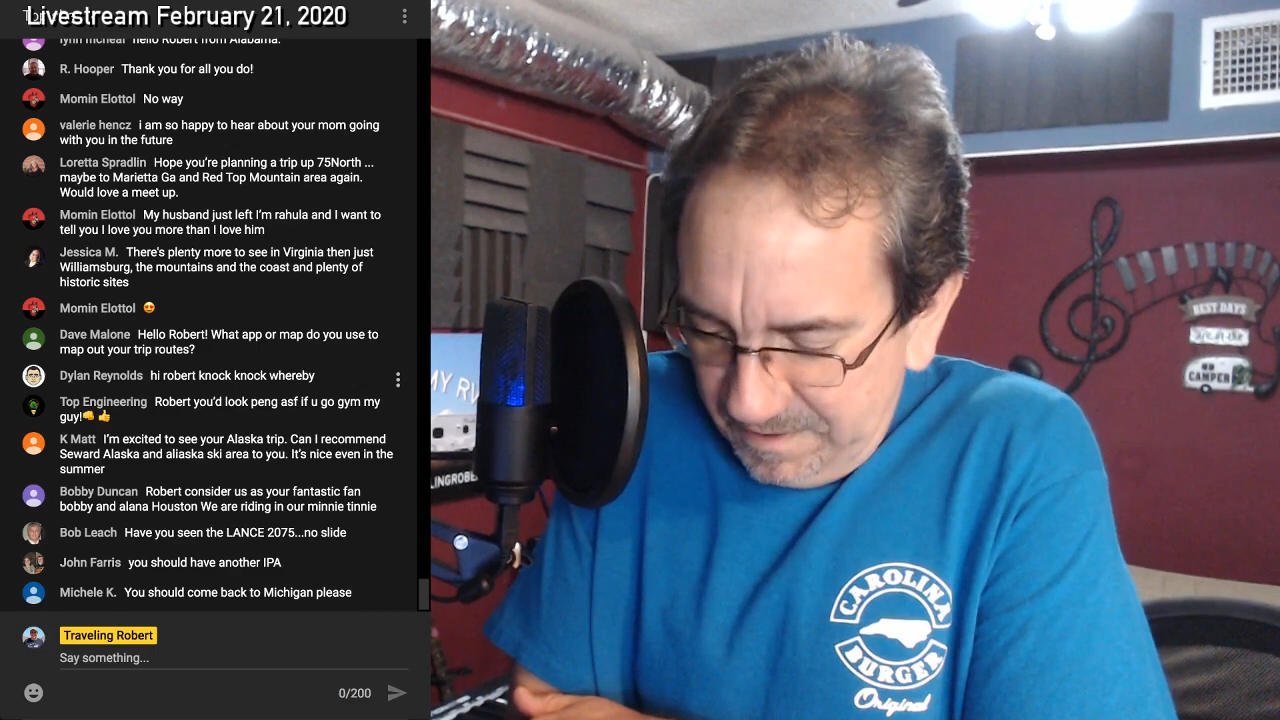 Livestream February 21, 2020
lynn mcneal hello Robert from Alabama.
R. Hooper Thank you for all you do!
Momin Elottol No way
valerie hencz i am so happy to hear about your mom going
with you in the future
Loretta Spradlin Hope you're planning a trip up 75North ...
maybe to Marietta Ga and Red Top Mountain area again.
Would love a meet up.
Momin Elottol My husband just left I'm rahula and I want to
tell you I love you more than I love him
Jessica M. There's plenty more to see in Virginia then just
Williamsburg, the mountains and the coast and plenty of
historic sites
Momin Elottol 😍
Dave Malone Hello Robert! What app or map do you use to
map out your trip routes?
Dylan Reynolds hi robert knock knock whereby
Top Engineering Robert you'd look peng asf if u go gym my
guy!👊👍
K Matt I'm excited to see your Alaska trip. Can I recommend
Seward Alaska and aliaska ski area to you. It's nice even in the
summer
Bobby Duncan Robert consider us as your fantastic fan
bobby and alana Houston We are riding in our minnie tinnie
Bob Leach Have you seen the LANCE 2075...no slide
John Farris you should have another IPA
Michele K. You should come back to Michigan please
Traveling Robert
Say something...
0/200
MY RV
LINGROBE
BEST DAYS
CAMPER
CAROLINA
BURGER
Original